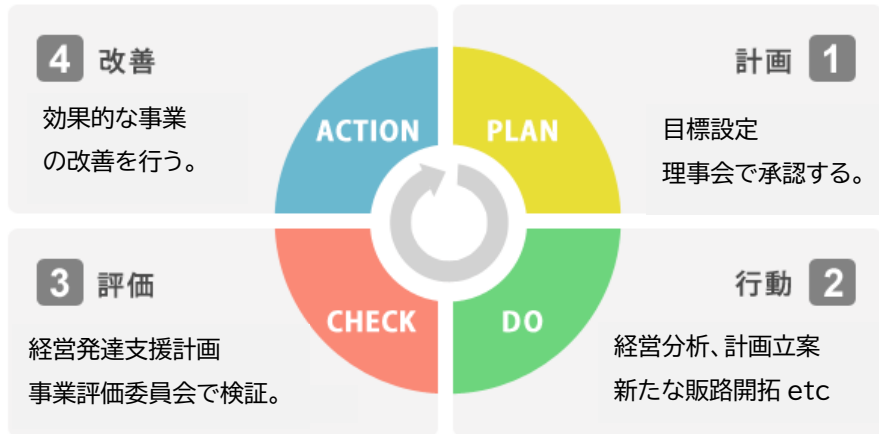 4 改善
効果的な事業
の改善を行う。
ACTION
計画 1
PLAN
目標設定
理事会で承認する。
3 評価
CHECK
経営発達支援計画
事業評価委員会で検証。
行動 2
DO
経営分析、計画立案
新たな販路開拓 etc